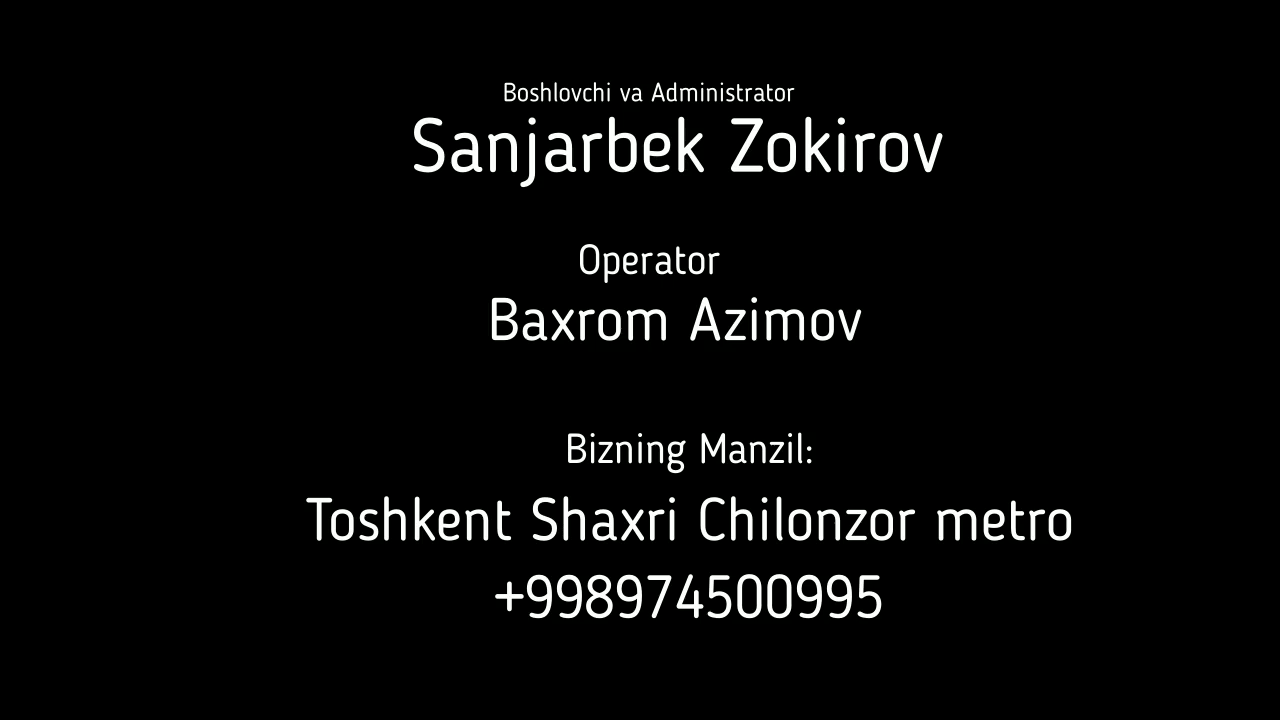 Boshlovchi va Administrator
Sanjarbek Zokirov
Operator
Baxrom Azimov
Bizning Manzil:
Toshkent Shaxri Chilonzor metro
+998974500995